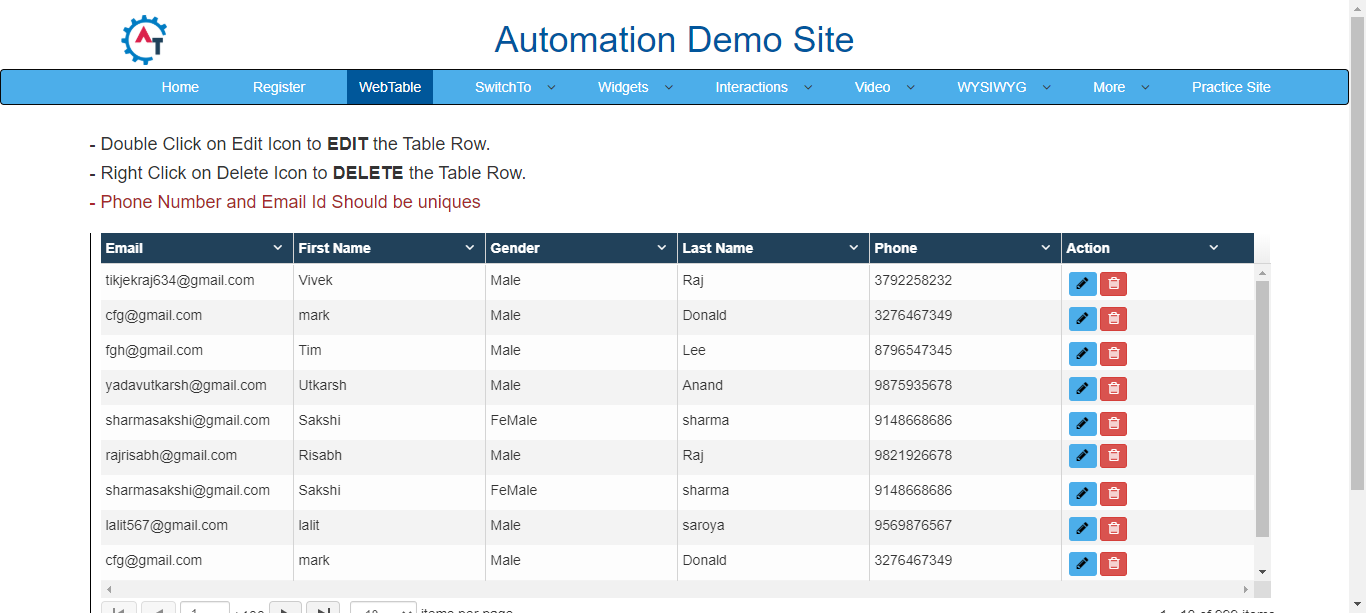 Automation Demo Site
Home Register WebTable SwitchTo Widgets Interactions Video WYSIWYG More Practice Site
- Double Click on Edit Icon to EDIT the Table Row.
- Right Click on Delete Icon to DELETE the Table Row.
- Phone Number and Email Id Should be uniques
Email First Name Gender Last Name Phone Action
tikjekraj634@gmail.com Vivek Male Raj 3792258232
cfg@gmail.com mark Male Donald 3276467349
fgh@gmail.com Tim Male Lee 8796547345
yadavutkarsh@gmail.com Utkarsh Male Anand 9875935678
sharmasakshi@gmail.com Sakshi FeMale sharma 9148668686
rajrisabh@gmail.com Risabh Male Raj 9821926678
sharmasakshi@gmail.com Sakshi FeMale sharma 9148668686
lalit567@gmail.com lalit Male saroya 9569876567
cfg@gmail.com mark Male Donald 3276467349
items per page